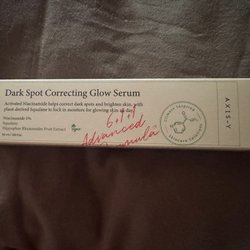 Dark Spot Correcting Glow Serum
Activated Niacinamide helps correct dark spots and brighten skin, with
plant derived Squalane to lock in moisture for glowing skin all day.
6+1+1
Advanced
Formula
Niacinamide 5%
Squalane
Hippophae Rhamnoides Fruit Extract
Vegan
AXIS-Y